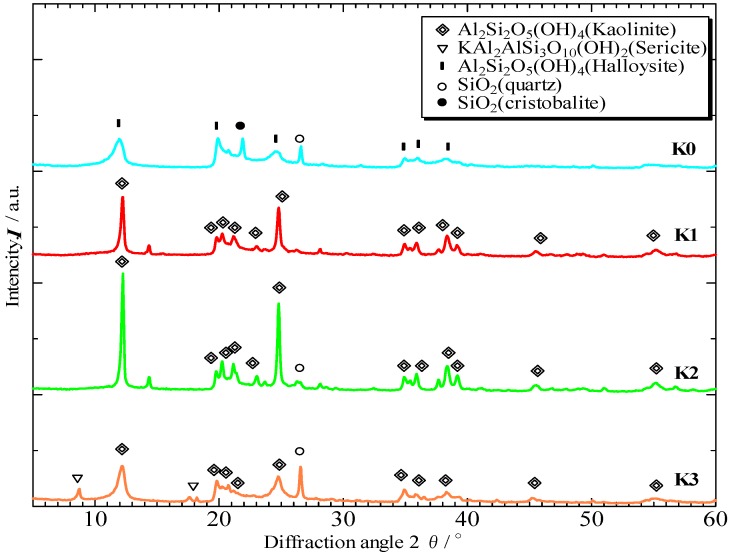 Al2Si2O5(OH)4(Kaolinite)
KAl2AlSi3O10(OH)2(Sericite)
Al2Si2O5(OH)4(Halloysite)
SiO2(quartz)
SiO2(cristobalite)
K0
K1
K2
K3
Intencity I / a.u.
10 20 30 40 50 60
Diffraction angle 2 θ / °